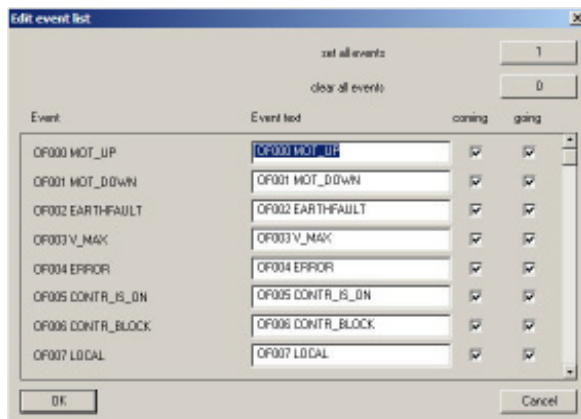 Edit event list
set all events 1
clear all events 0
Event Event text coming going
OF000 MOT_UP OF000 MOT_UP
OF001 MOT_DOWN OF001 MOT_DOWN
OF002 EARTHFAULT OF002 EARTHFAULT
OF003 V_MAX OF003 V_MAX
OF004 ERROR OF004 ERROR
OF005 CONTR_IS_ON OF005 CONTR_IS_ON
OF006 CONTR_BLOCK OF006 CONTR_BLOCK
OF007 LOCAL OF007 LOCAL
OK Cancel